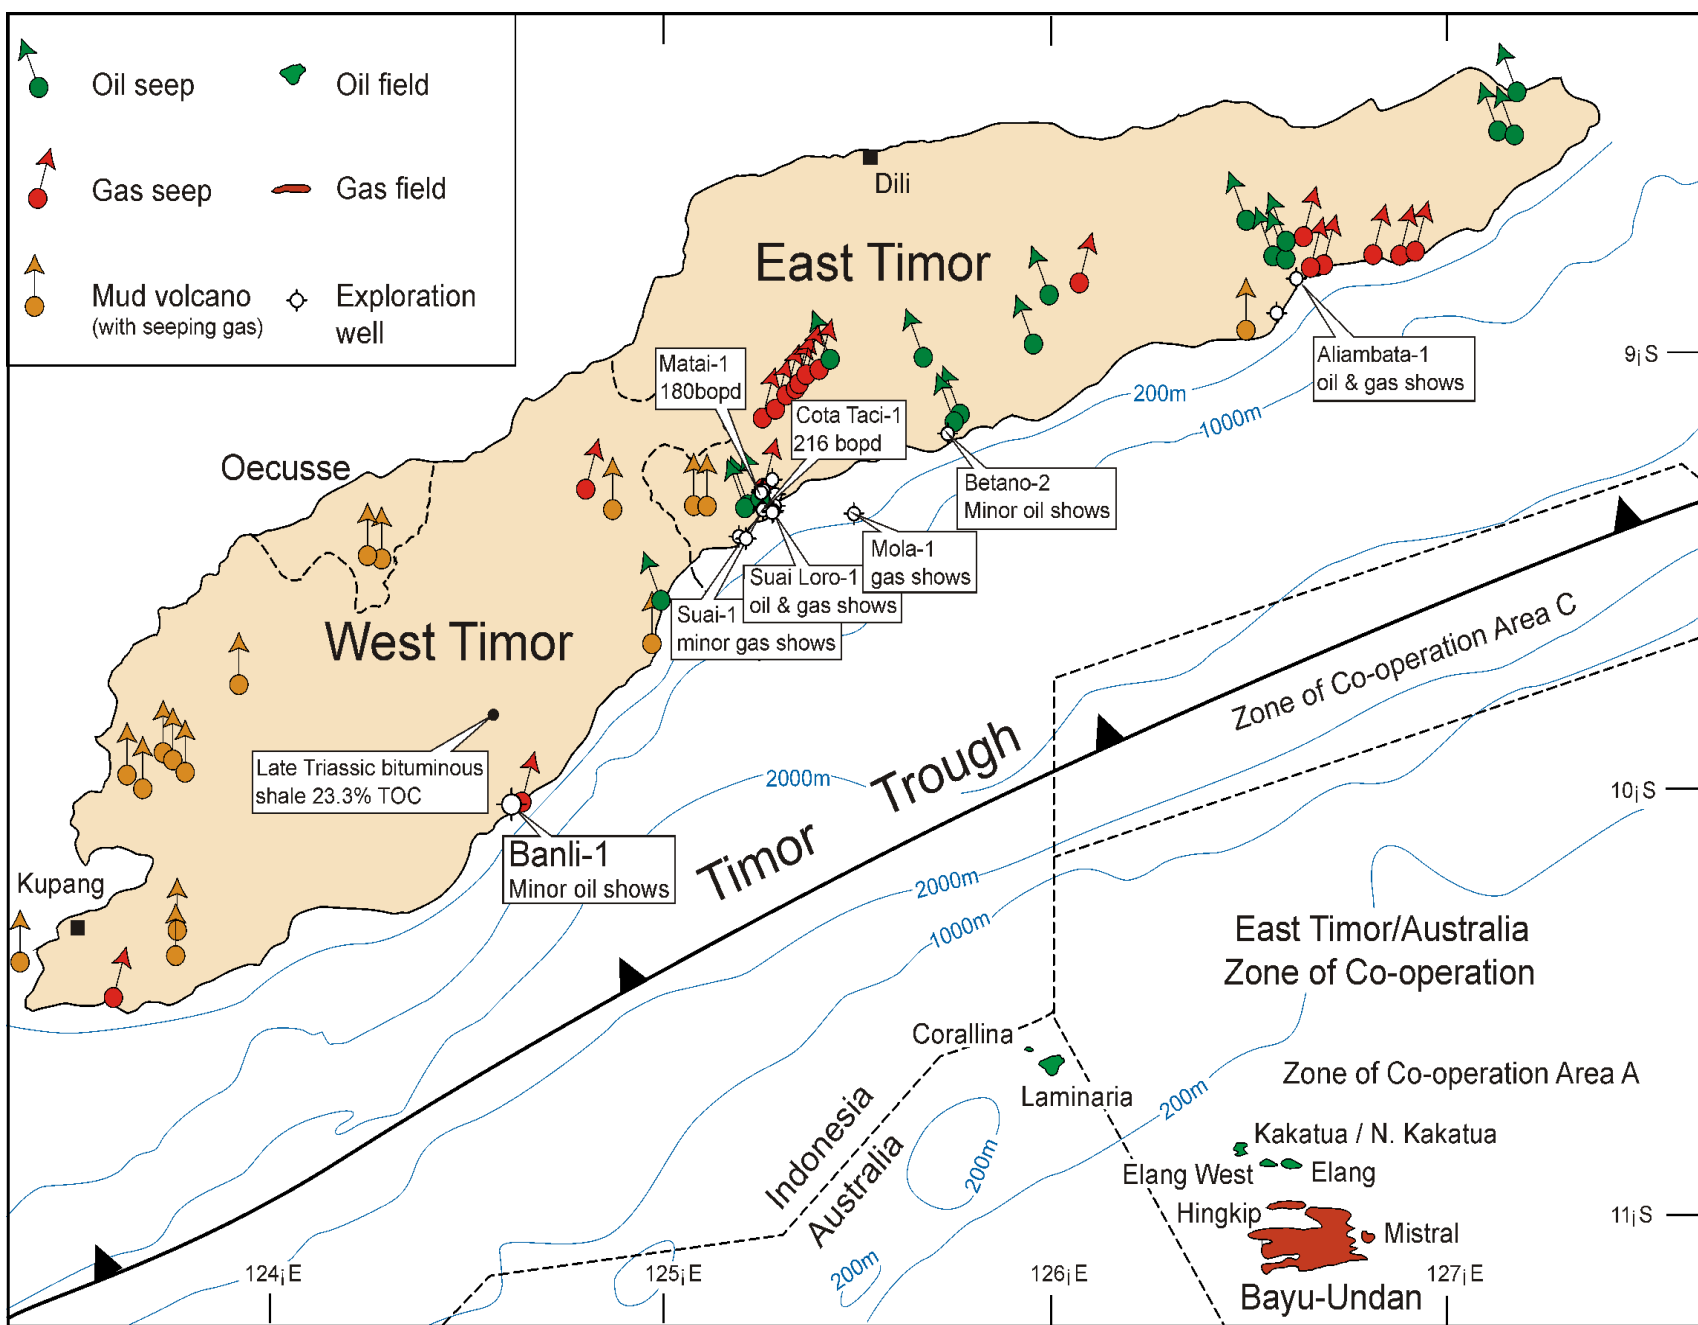 Oil seep
Oil field
Gas seep
Gas field
Mud volcano
(with seeping gas)
Exploration
well
Dili
East Timor
Matai-1
180bopd
Cota Taci-1
216 bopd
Aliambata-1
oil & gas shows
9¡S
200m
1000m
Oecusse
Betano-2
Minor oil shows
Mola-1
gas shows
Suai Loro-1
oil & gas shows
Suai-1
minor gas shows
West Timor
Zone of Co-operation Area C
Late Triassic bituminous
shale 23.3% TOC
2000m
Timor Trough
10¡S
Banli-1
Minor oil shows
Kupang
2000m
1000m
East Timor/Australia
Zone of Co-operation
Corallina
Laminaria
Zone of Co-operation Area A
200m
Indonesia
Australia
200m
200m
Kakatua / N. Kakatua
Elang West
Elang
Hingkip
Mistral
11¡S
124¡E
125¡E
126¡E
127¡E
Bayu-Undan